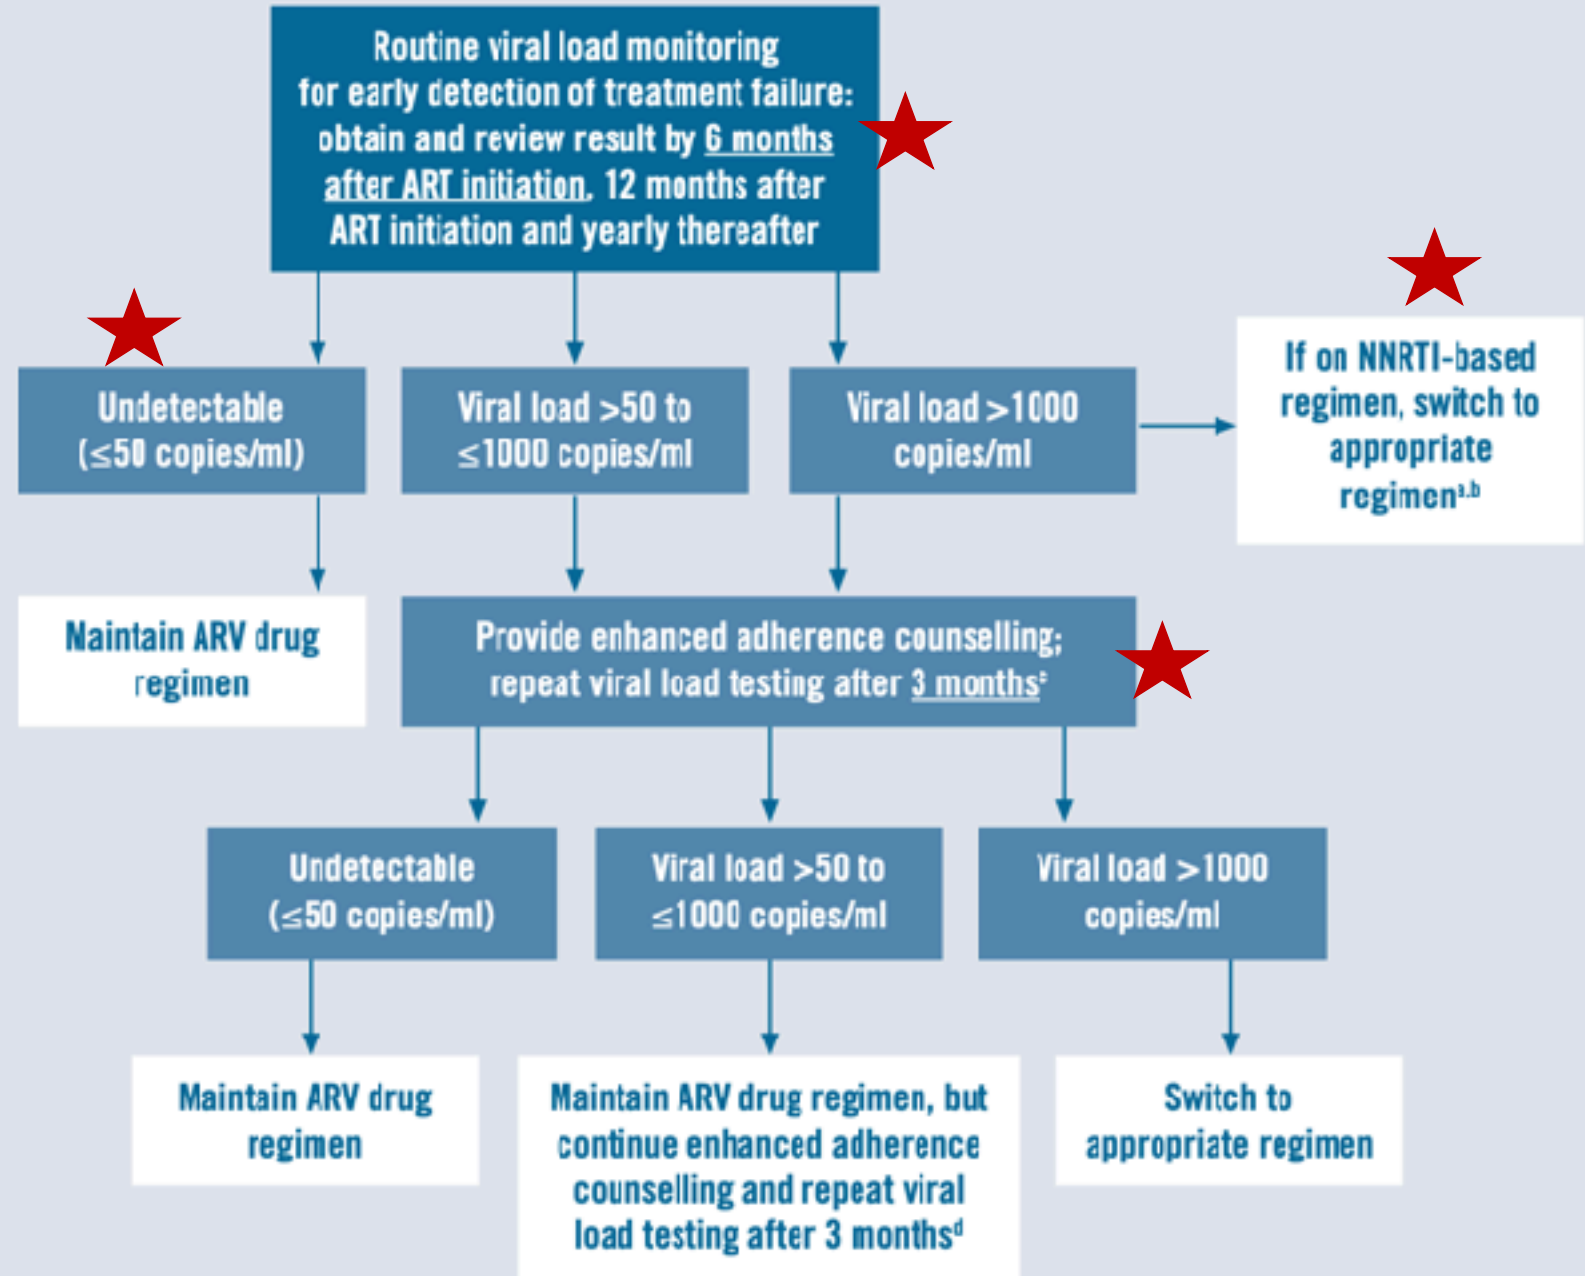 Routine viral load monitoring
for early detection of treatment failure:
obtain and review result by 6 months
after ART initiation, 12 months after
ART initiation and yearly thereafter
Undetectable
(≤50 copies/ml)
Viral load >50 to
≤1000 copies/ml
Viral load >1000
copies/ml
If on NNRTI-based
regimen, switch to
appropriate
regimenᵃ·ᵇ
Maintain ARV drug
regimen
Provide enhanced adherence counselling;
repeat viral load testing after 3 months
Undetectable
(≤50 copies/ml)
Viral load >50 to
≤1000 copies/ml
Viral load >1000
copies/ml
Maintain ARV drug
regimen
Maintain ARV drug regimen, but
continue enhanced adherence
counselling and repeat viral
load testing after 3 monthsᵈ
Switch to
appropriate regimen